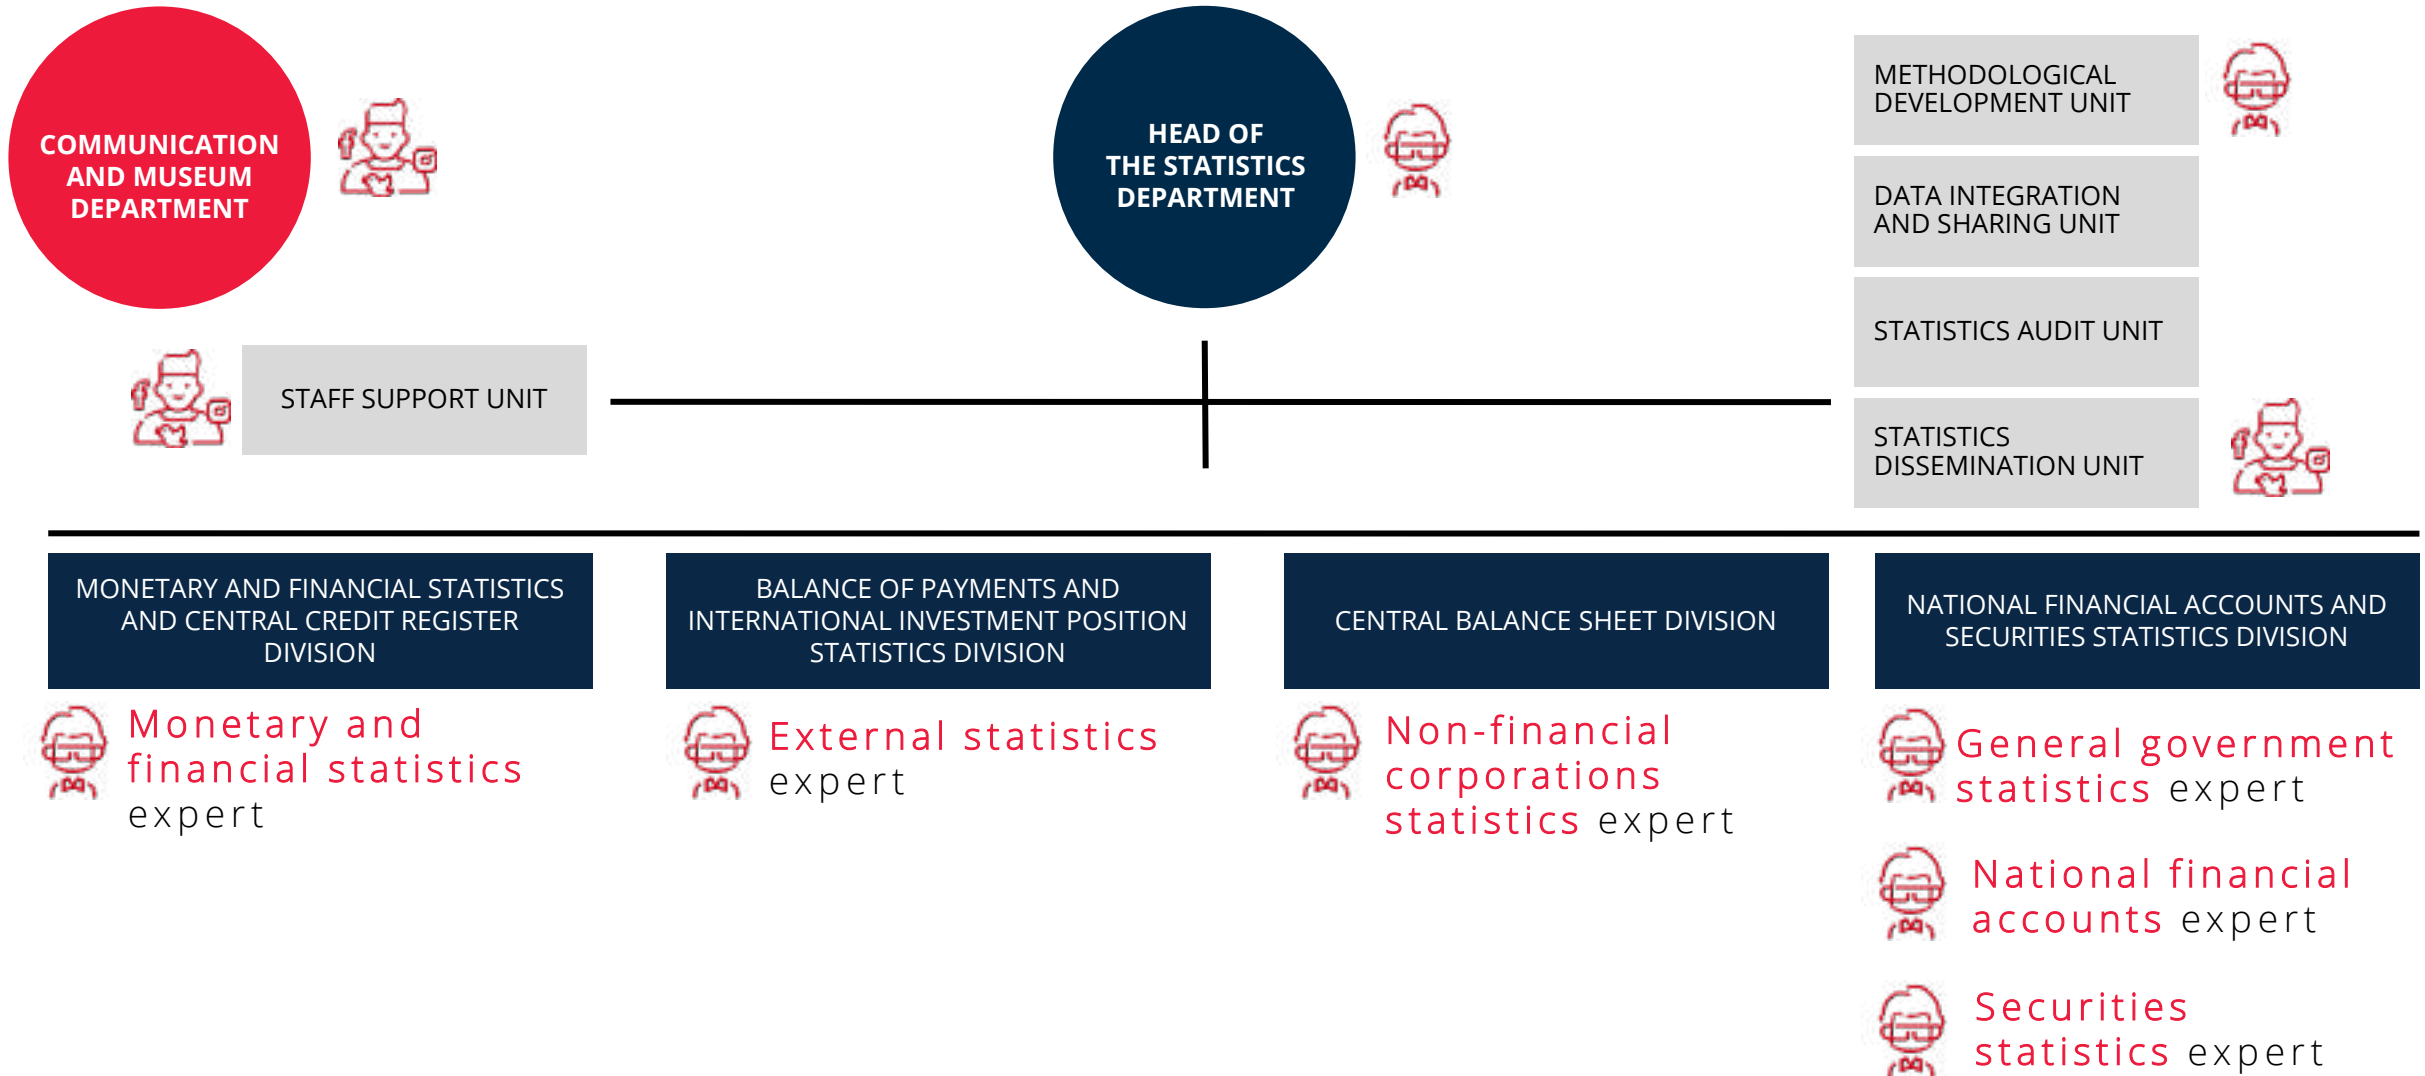 COMMUNICATION
AND MUSEUM
DEPARTMENT
HEAD OF
THE STATISTICS
DEPARTMENT
METHODOLOGICAL
DEVELOPMENT UNIT
DATA INTEGRATION
AND SHARING UNIT
STATISTICS AUDIT UNIT
STAFF SUPPORT UNIT
STATISTICS
DISSEMINATION UNIT
MONETARY AND FINANCIAL STATISTICS
AND CENTRAL CREDIT REGISTER
DIVISION
BALANCE OF PAYMENTS AND
INTERNATIONAL INVESTMENT POSITION
STATISTICS DIVISION
CENTRAL BALANCE SHEET DIVISION
NATIONAL FINANCIAL ACCOUNTS AND
SECURITIES STATISTICS DIVISION
Monetary and
financial statistics
expert
External statistics
expert
Non-financial
corporations
statistics expert
General government
statistics expert
National financial
accounts expert
Securities
statistics expert